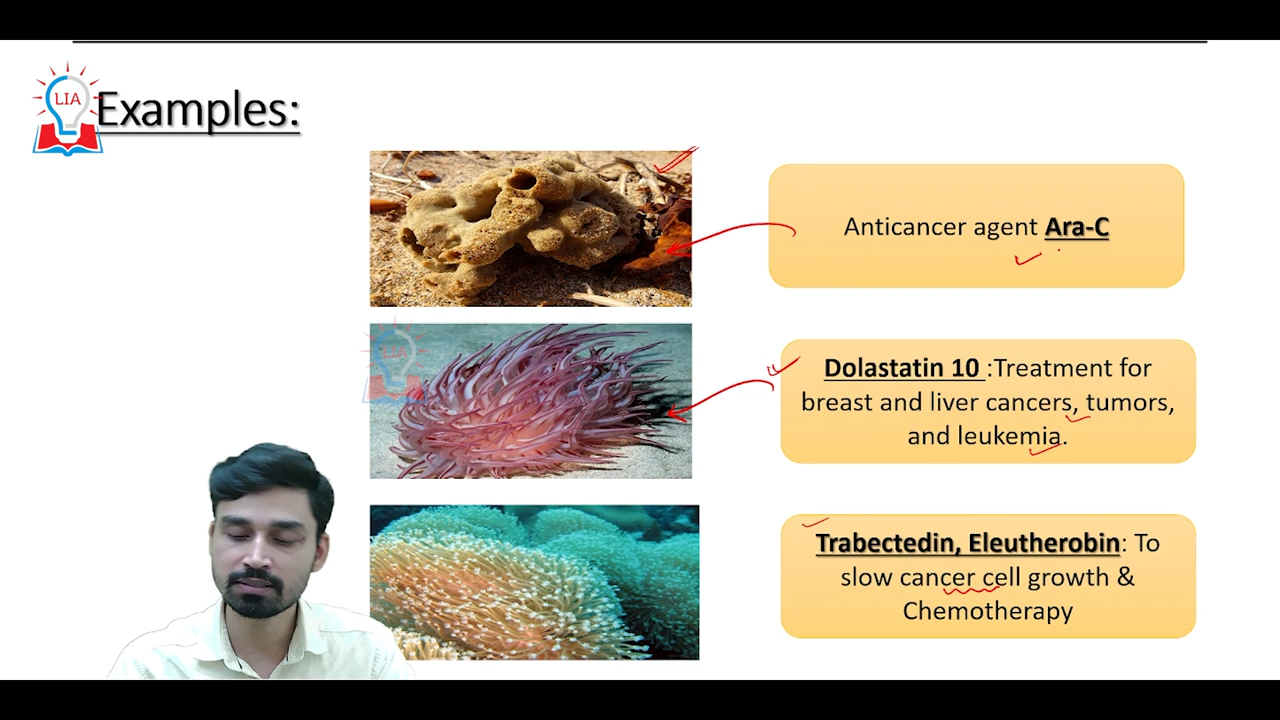 LIA
Examples:
Anticancer agent Ara-C
LIA
Dolastatin 10 :Treatment for
breast and liver cancers, tumors,
and leukemia.
Trabectedin, Eleutherobin: To
slow cancer cell growth &
Chemotherapy